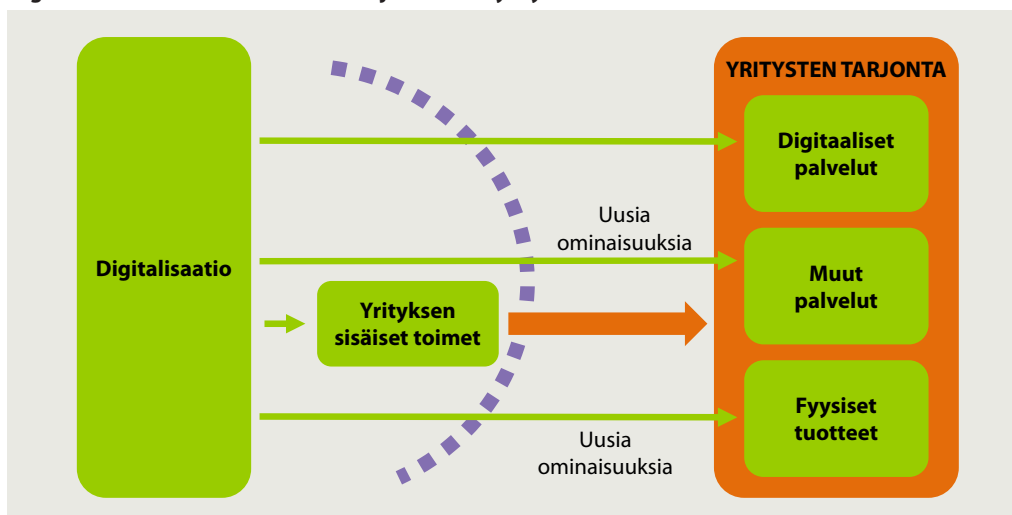 YRITYSTEN TARJONTA
Digitaaliset
palvelut
Uusia
ominaisuuksia
Digitalisaatio
Muut
palvelut
Yrityksen
sisäiset toimet
Fyysiset
tuotteet
Uusia
ominaisuuksia